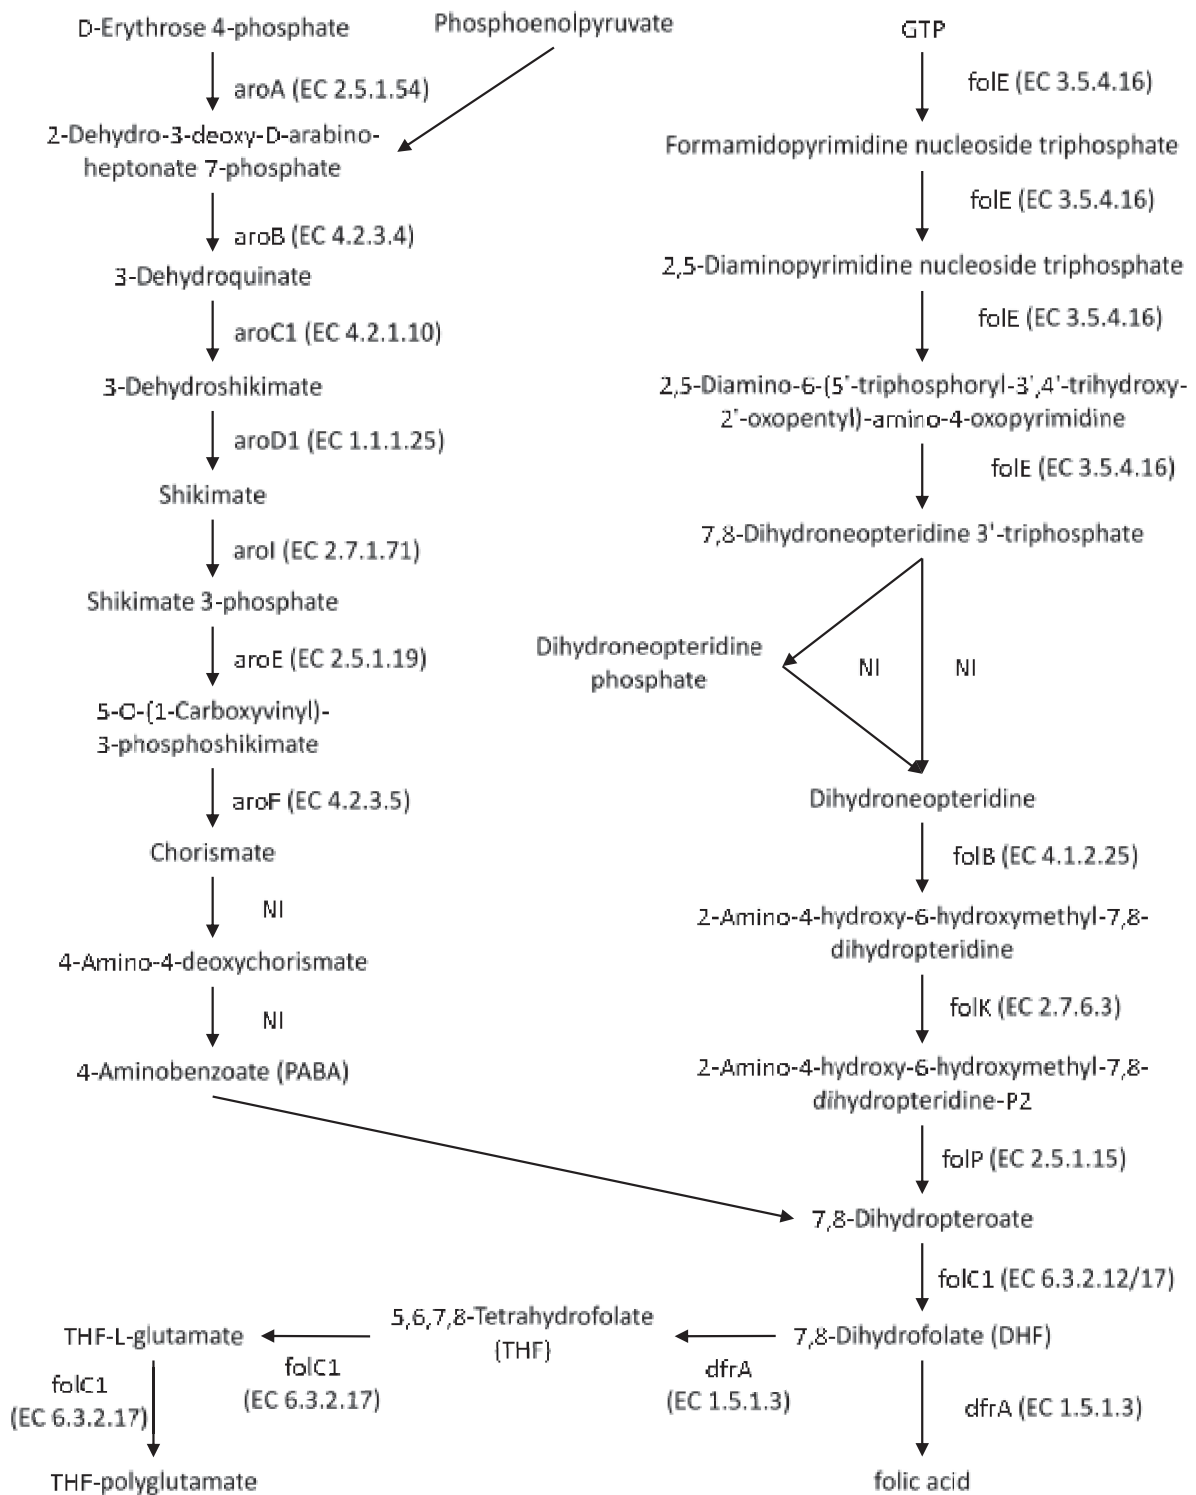 D-Erythrose 4-phosphate
Phosphoenolpyruvate
aroA (EC 2.5.1.54)
2-Dehydro-3-deoxy-D-arabino-
heptonate 7-phosphate
aroB (EC 4.2.3.4)
3-Dehydroquinate
aroC1 (EC 4.2.1.10)
3-Dehydroshikimate
aroD1 (EC 1.1.1.25)
Shikimate
aroI (EC 2.7.1.71)
Shikimate 3-phosphate
aroE (EC 2.5.1.19)
5-O-(1-Carboxyvinyl)-
3-phosphoshikimate
aroF (EC 4.2.3.5)
Chorismate
NI
4-Amino-4-deoxychorismate
NI
4-Aminobenzoate (PABA)
GTP
folE (EC 3.5.4.16)
Formamidopyrimidine nucleoside triphosphate
folE (EC 3.5.4.16)
2,5-Diaminopyrimidine nucleoside triphosphate
folE (EC 3.5.4.16)
2,5-Diamino-6-(5'-triphosphoryl-3',4'-trihydroxy-
2'-oxopentyl)-amino-4-oxopyrimidine
folE (EC 3.5.4.16)
7,8-Dihydroneopteridine 3'-triphosphate
Dihydroneopteridine
phosphate
NI
NI
Dihydroneopteridine
folB (EC 4.1.2.25)
2-Amino-4-hydroxy-6-hydroxymethyl-7,8-
dihydropteridine
folK (EC 2.7.6.3)
2-Amino-4-hydroxy-6-hydroxymethyl-7,8-
dihydropteridine-P2
folP (EC 2.5.1.15)
7,8-Dihydropteroate
folC1 (EC 6.3.2.12/17)
7,8-Dihydrofolate (DHF)
dfrA (EC 1.5.1.3)
folic acid
dfrA
(EC 1.5.1.3)
5,6,7,8-Tetrahydrofolate
(THF)
folC1
(EC 6.3.2.17)
THF-L-glutamate
folC1
(EC 6.3.2.17)
THF-polyglutamate